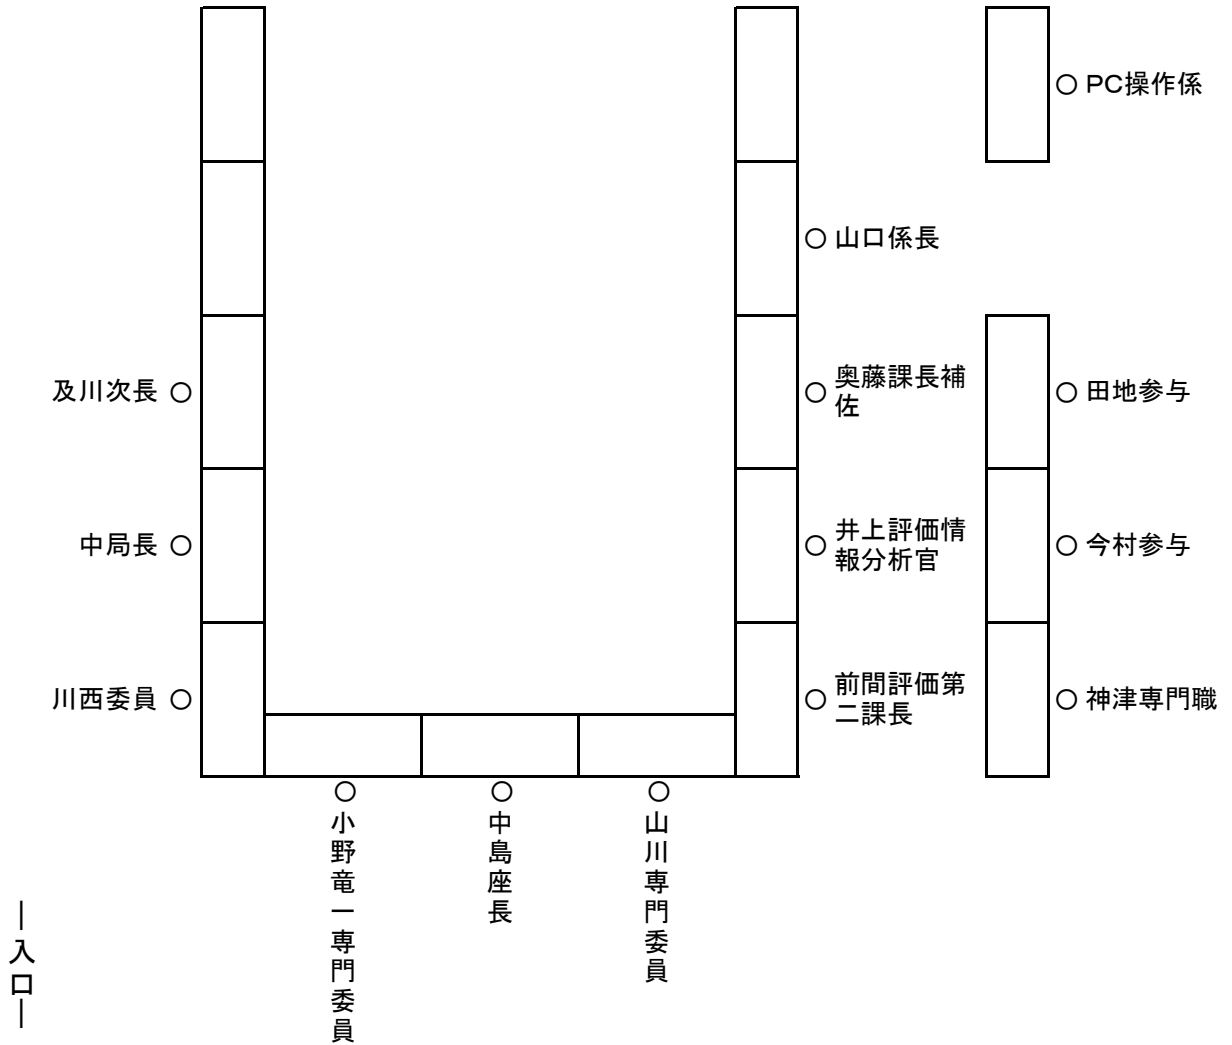 ○ PC操作係
○ 山口係長
及川次長 ○
○ 奥藤課長補
佐
○ 田地参与
中局長 ○
○ 井上評価情
報分析官
○ 今村参与
川西委員 ○
○ 前間評価第
二課長
○ 神津専門職
○小野竜一専門委員
○中島座長
○山川専門委員
―入口―